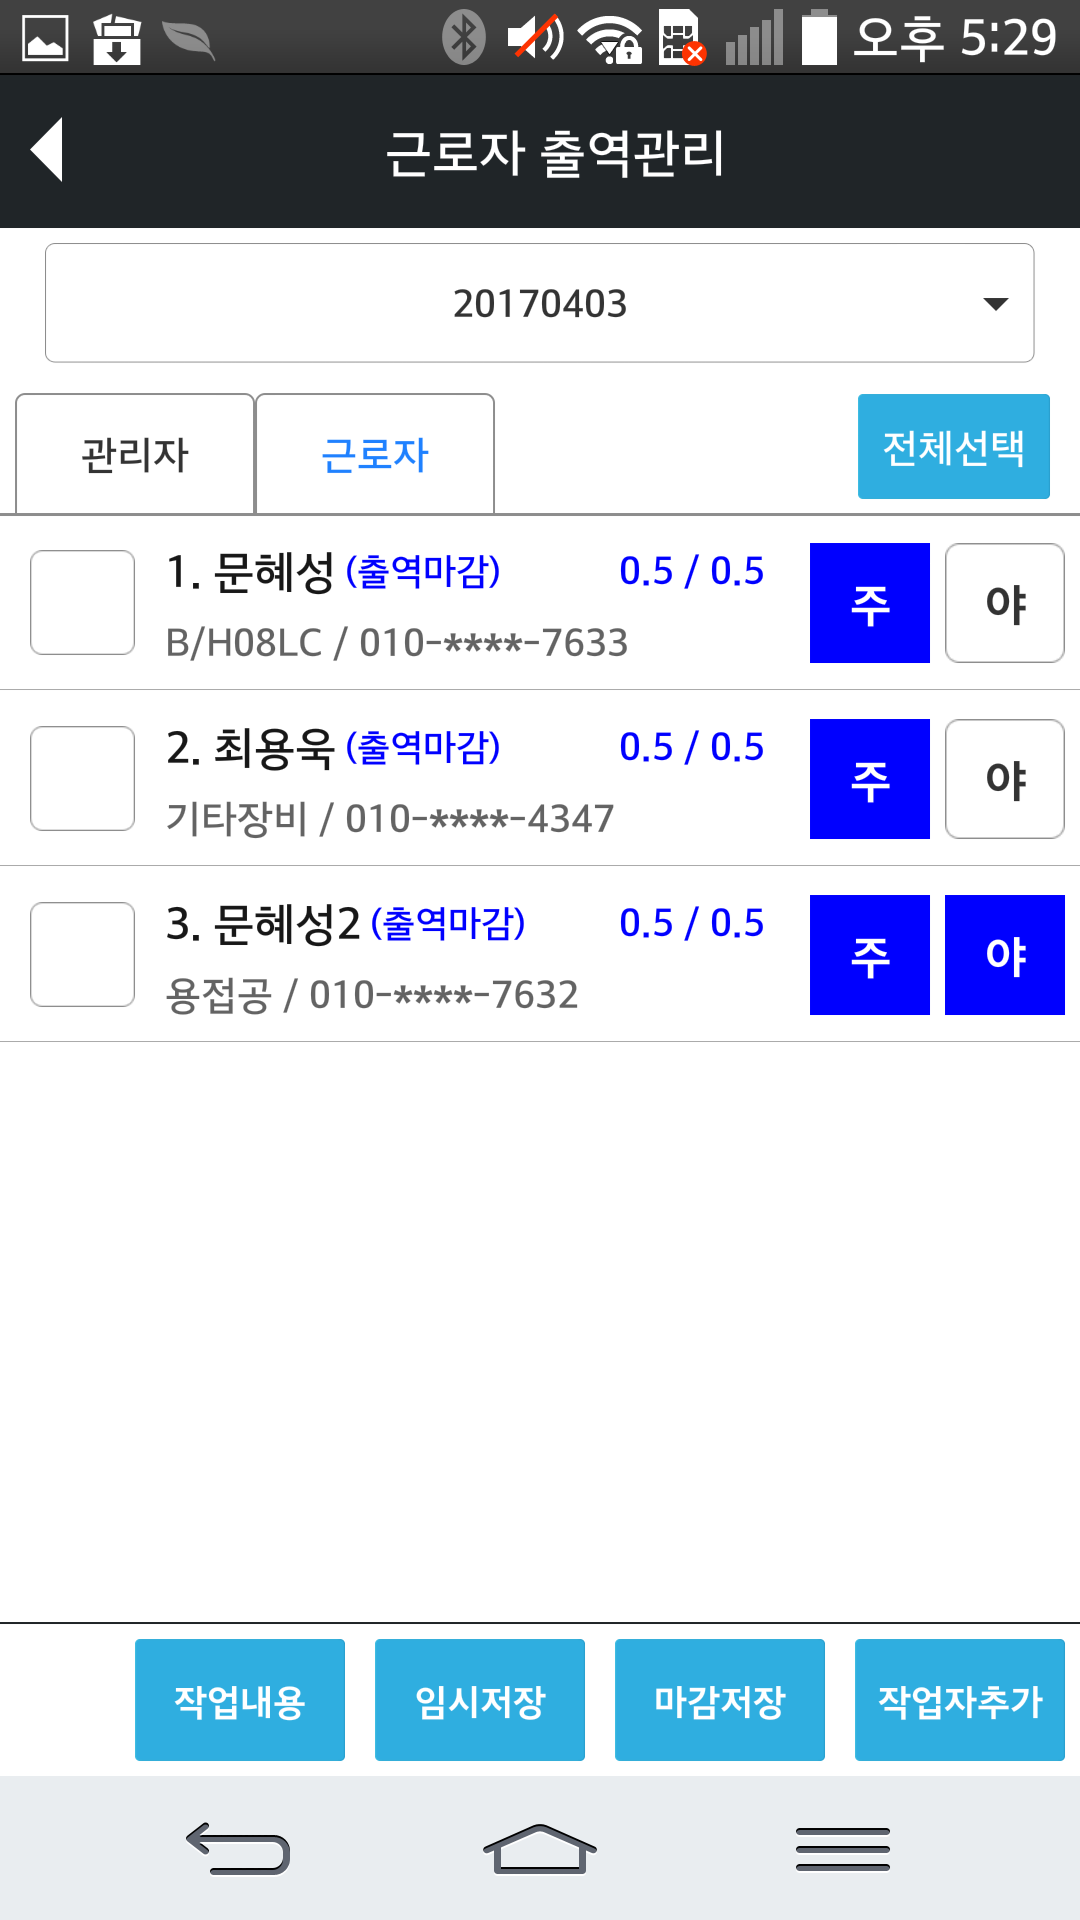 오후 5:29
근로자 출역관리
20170403
관리자 근로자 전체선택
1. 문혜성 (출역마감) 0.5 / 0.5 주 야
B/H08LC / 010-****-7633
2. 최용욱 (출역마감) 0.5 / 0.5 주 야
기타장비 / 010-****-4347
3. 문혜성2 (출역마감) 0.5 / 0.5 주 야
용접공 / 010-****-7632
작업내용 임시저장 마감저장 작업자추가